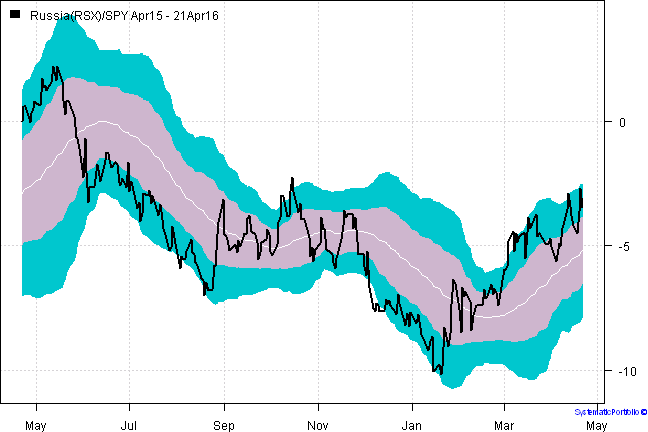 Russia(RSX)/SPY Apr15 - 21Apr16
0
-5
-10
May Jul Sep Nov Jan Mar May
SystematicPortfolio ©